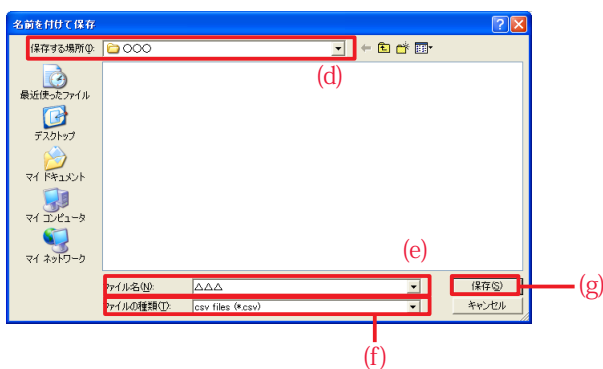 名前を付けて保存
保存する場所(I): ○○○
(d)
最近使ったファイル
デスクトップ
マイ ドキュメント
マイ コンピュータ
マイ ネットワーク
(e)
ファイル名(N): △△△ 保存(S) (g)
ファイルの種類(T): csv files (*.csv) キャンセル
(f)